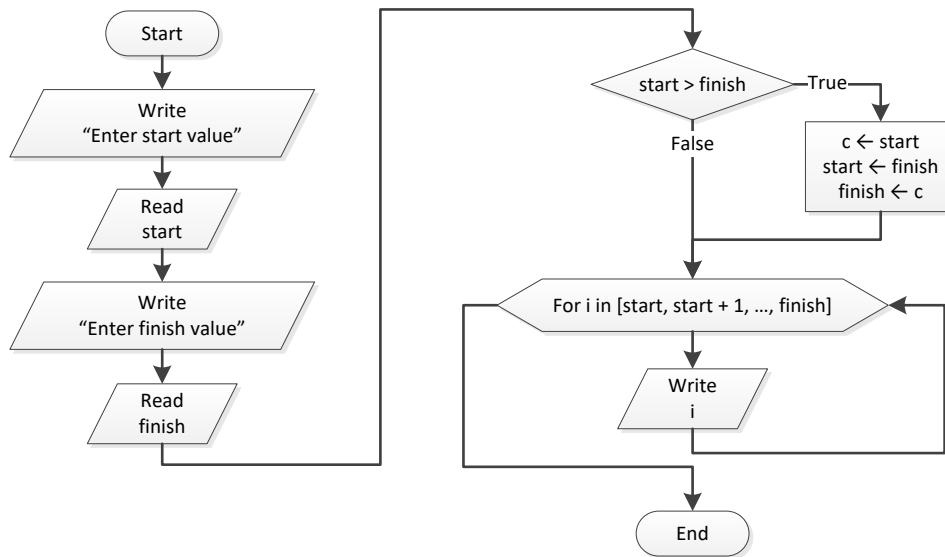 Start
Write
“Enter start value”
Read
start
Write
“Enter finish value”
Read
finish
start > finish
True
False
c ← start
start ← finish
finish ← c
For i in [start, start + 1, ..., finish]
Write
i
End